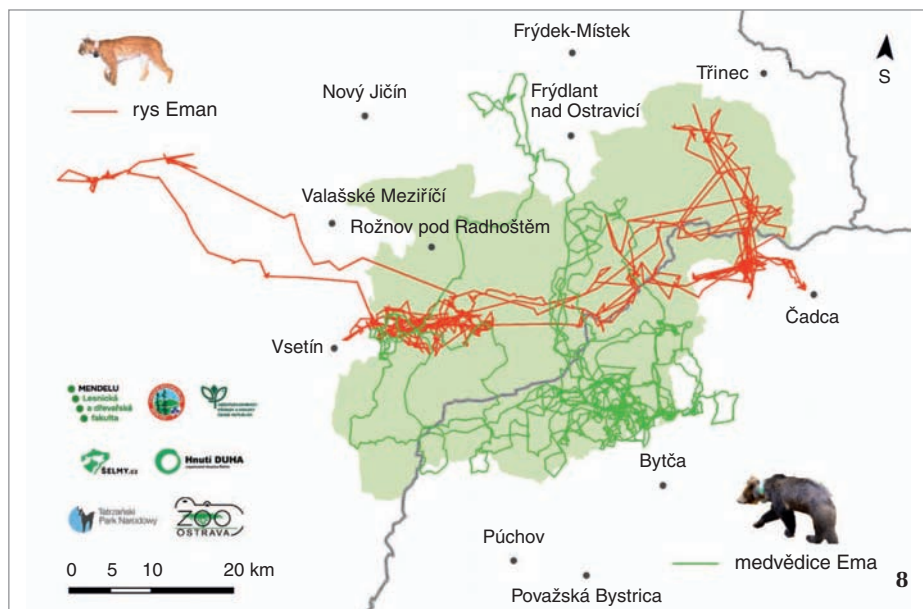 Frýdek-Místek
S
Třinec
Nový Jičín
Frýdlant
nad Ostravicí
rys Eman
Valašské Meziříčí
Rožnov pod Radhoštěm
Čadca
Vsetín
MENDELU
Lesnická
a dřevařská
fakulta
ŠELMY.cz
Hnutí DUHA
Tatrzański
Park Narodowy
ZOO
OSTRAVA
Bytča
Púchov
medvědice Ema
Považská Bystrica
0 5 10 20 km
8